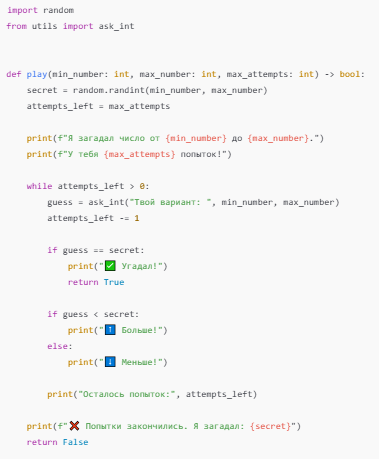 import random
from utils import ask_int
def play(min_number: int, max_number: int, max_attempts: int) -> bool:
    secret = random.randint(min_number, max_number)
    attempts_left = max_attempts
    print(f"Я загадал число от {min_number} до {max_number}.")
    print(f"У тебя {max_attempts} попыток!")
    while attempts_left > 0:
        guess = ask_int("Твой вариант: ", min_number, max_number)
        attempts_left -= 1
        if guess == secret:
            print("✅ Угадал!")
            return True
        if guess < secret:
            print("⬆️ Больше!")
        else:
            print("⬇️ Меньше!")
        print("Осталось попыток:", attempts_left)
    print(f"❌ Попытки закончились. Я загадал: {secret}")
    return False